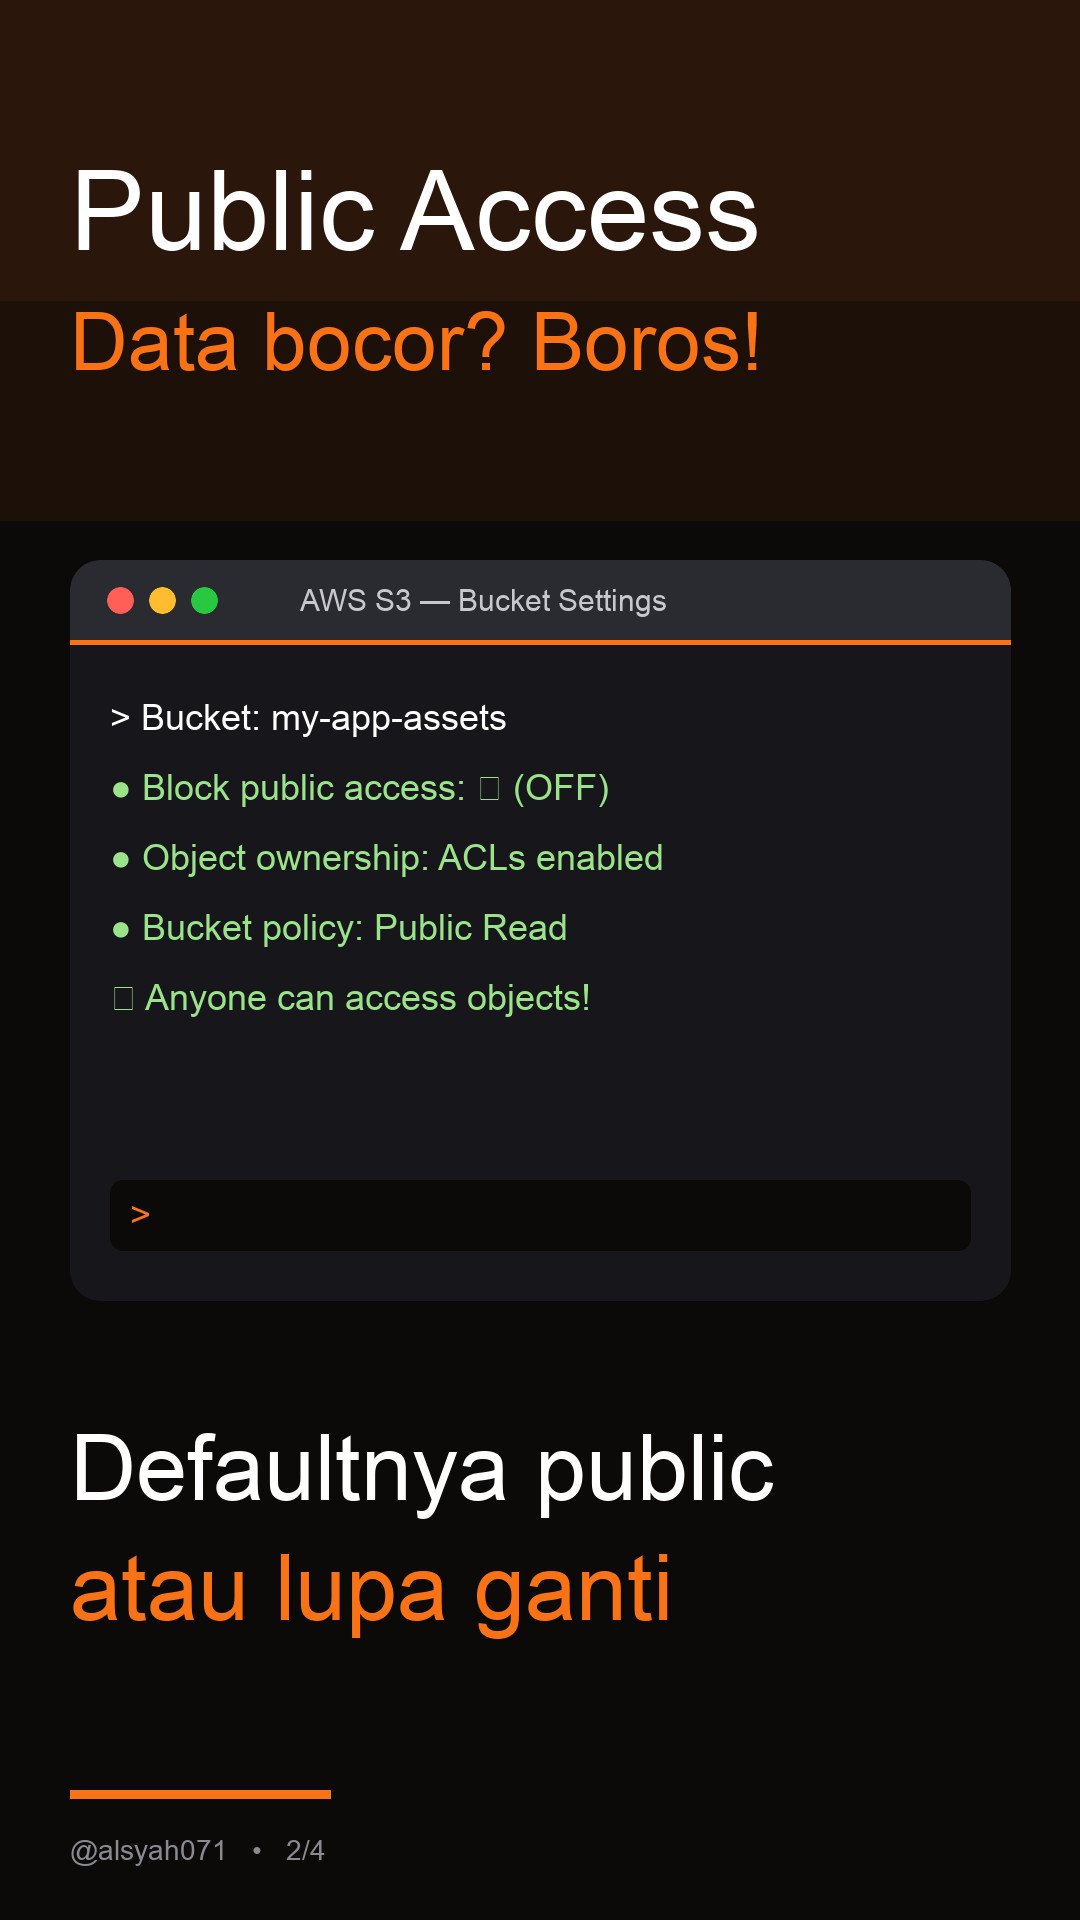 Public Access
Data bocor? Boros!
AWS S3 — Bucket Settings
> Bucket: my-app-assets
● Block public access: □ (OFF)
● Object ownership: ACLs enabled
● Bucket policy: Public Read
□ Anyone can access objects!
>
Defaultnya public
atau lupa ganti
@alsyah071 • 2/4